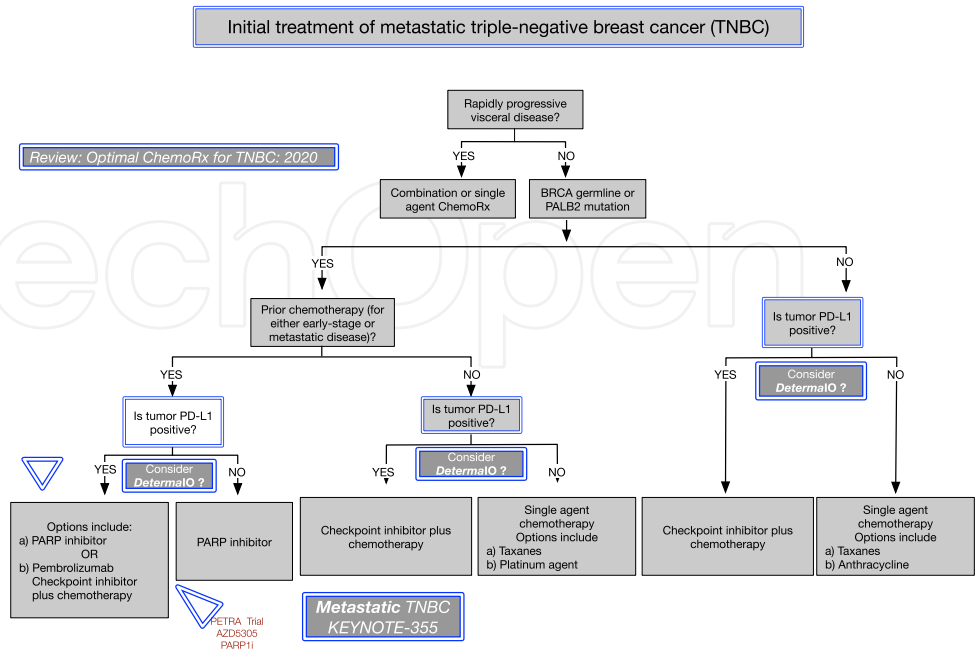 Initial treatment of metastatic triple-negative breast cancer (TNBC)
Rapidly progressive
visceral disease?
Review: Optimal ChemoRx for TNBC: 2020
YES
NO
Combination or single
agent ChemoRx
BRCA germline or
PALB2 mutation
echOpen
YES
NO
Prior chemotherapy (for
either early-stage or
metastatic disease)?
Is tumor PD-L1
positive?
YES
NO
YES
Consider
DetermaIO ?
NO
Is tumor PD-L1
positive?
Is tumor PD-L1
positive?
YES
Consider
DetermaIO ?
NO
YES
Consider
DetermaIO ?
NO
Options include:
a) PARP inhibitor
OR
b) Pembrolizumab
Checkpoint inhibitor
plus chemotherapy
PARP inhibitor
Checkpoint inhibitor plus
chemotherapy
Single agent
chemotherapy
Options include
a) Taxanes
b) Platinum agent
Checkpoint inhibitor plus
chemotherapy
Single agent
chemotherapy
Options include
a) Taxanes
b) Anthracycline
PETRA Trial
AZD5305
PARP1i
Metastatic TNBC
KEYNOTE-355